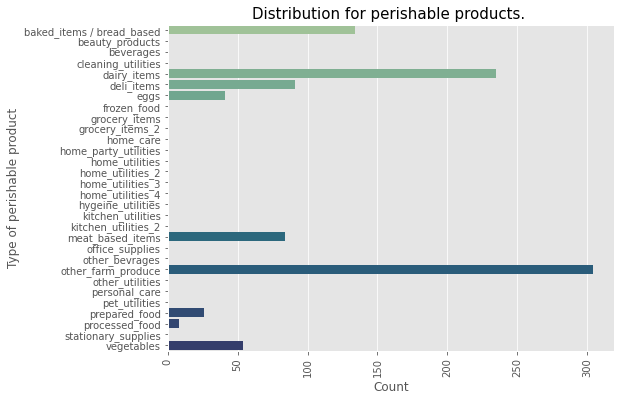 Distribution for perishable products.
Type of perishable product
baked_items / bread_based
beauty_products
beverages
cleaning_utilities
dairy_items
deli_items
eggs
frozen_food
grocery_items
grocery_items_2
home_care
home_party_utilities
home_utilities
home_utilities_2
home_utilities_3
home_utilities_4
hygeine_utilities
kitchen_utilities
kitchen_utilities_2
meat_based_items
office_supplies
other_bevrages
other_farm_produce
other_utilities
personal_care
pet_utilities
prepared_food
processed_food
stationary_supplies
vegetables
0
50
100
150
200
250
300
Count